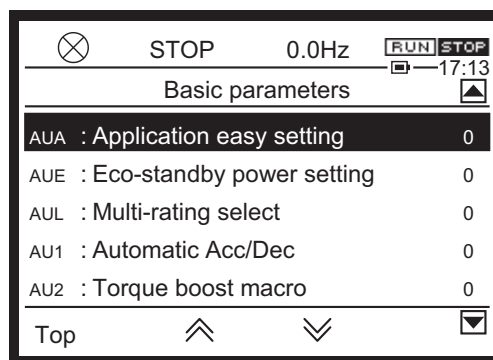 STOP 0.0Hz RUN STOP
17:13
Basic parameters
AUA : Application easy setting 0
AUE : Eco-standby power setting 0
AUL : Multi-rating select 0
AU1 : Automatic Acc/Dec 0
AU2 : Torque boost macro 0
Top